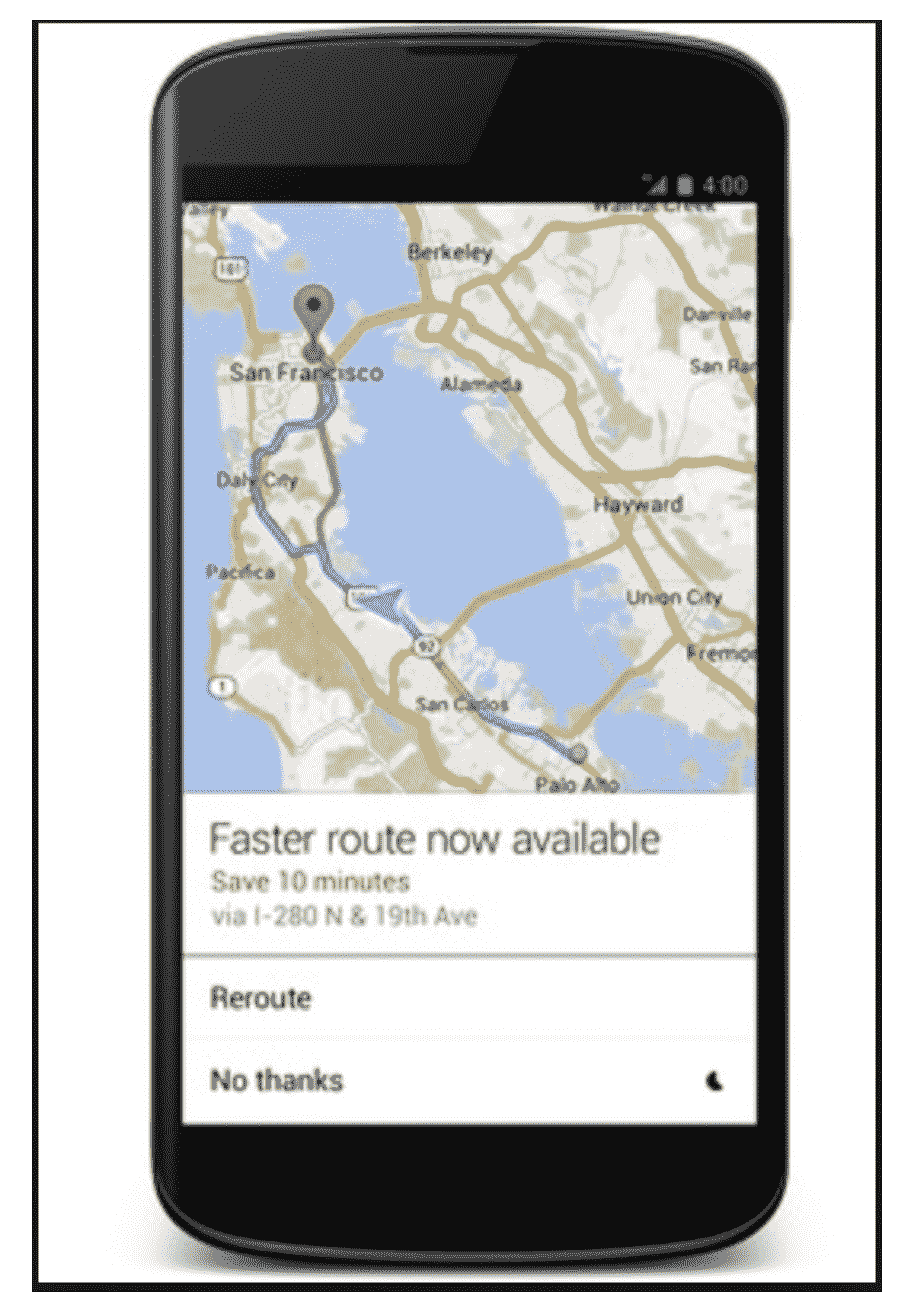 4:00
Walnut Creek
Valley
101
Berkeley
Danville
San Ra
San Francisco
Alameda
Daly City
Hayward
Pacifica
Union City
92
Fremo
1
San Carlos
Palo Alto
Faster route now available
Save 10 minutes
via I-280 N & 19th Ave
Reroute
No thanks